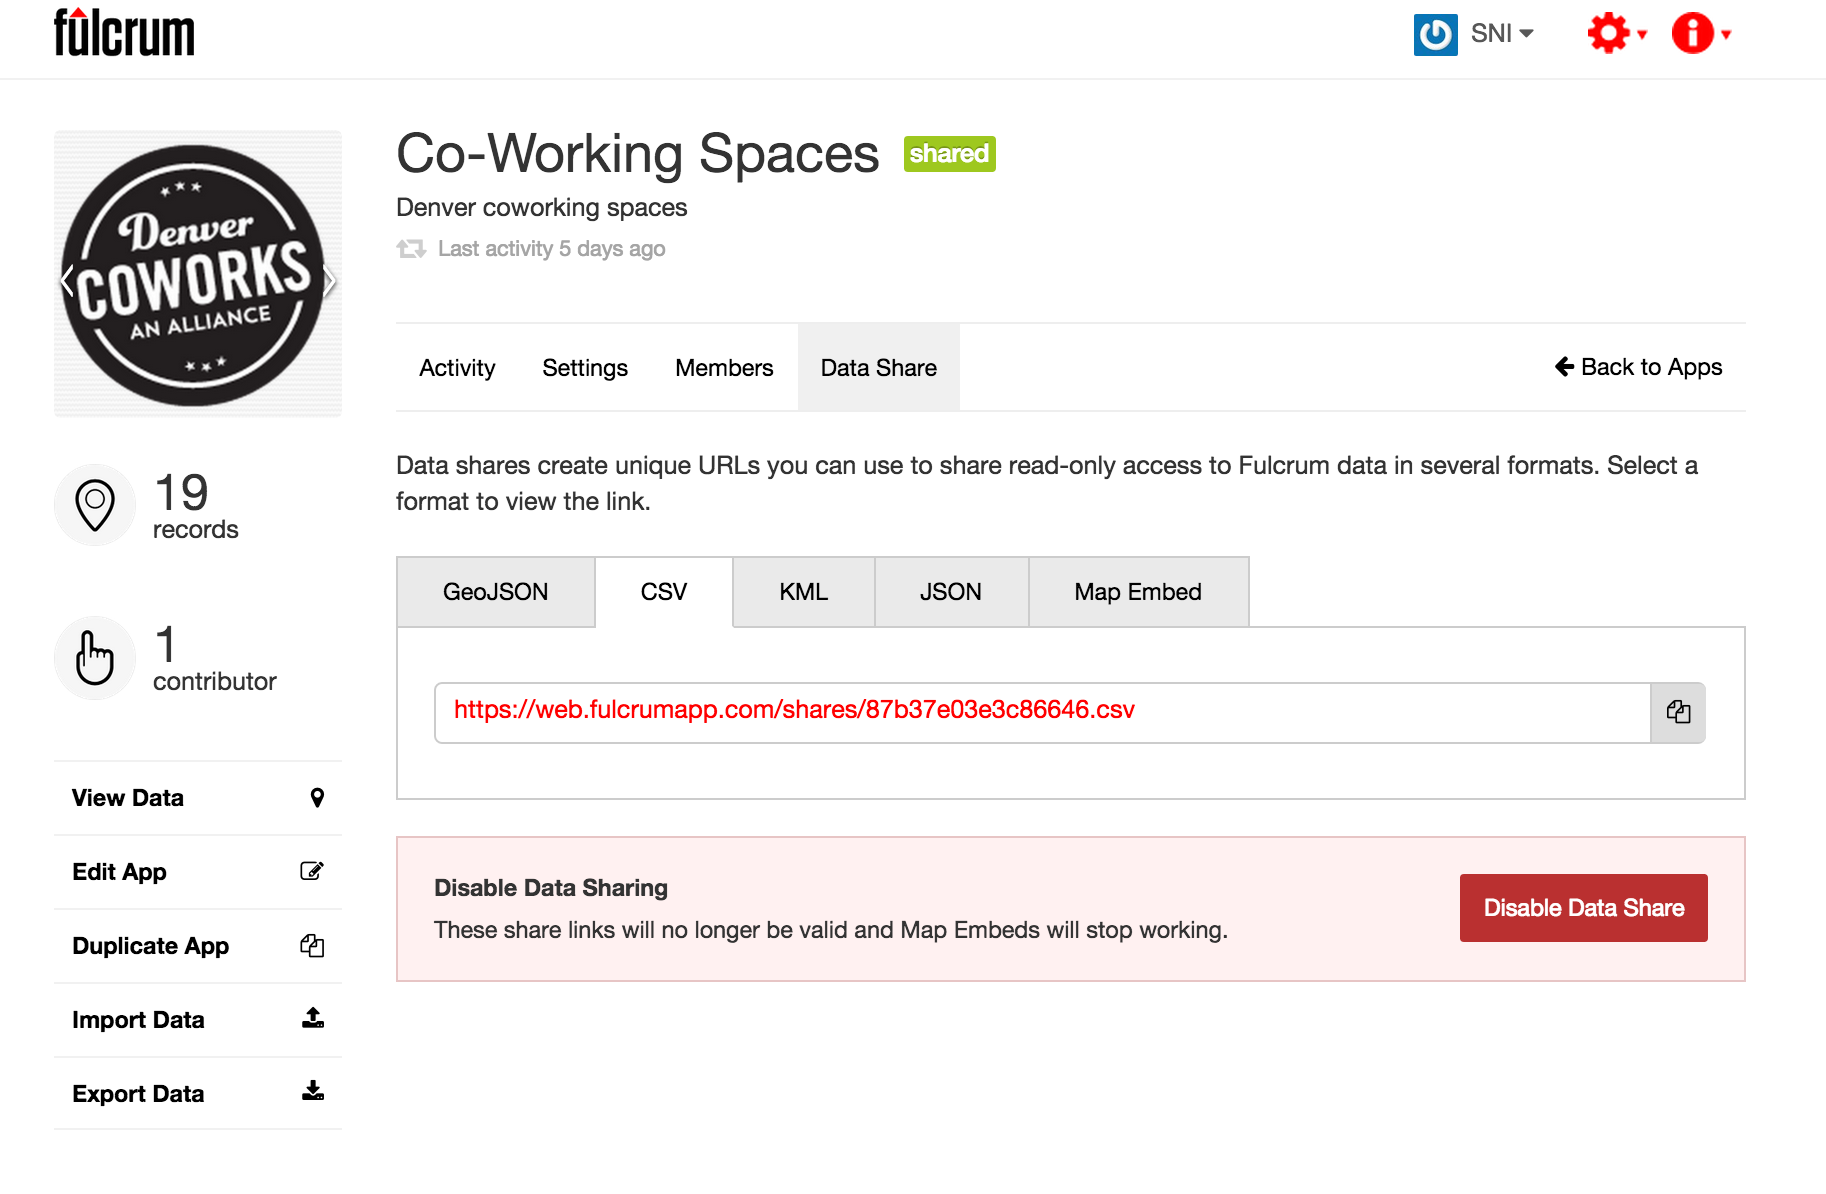 fulcrum
SNI
Denver
COWORKS
AN ALLIANCE
Co-Working Spaces shared
Denver coworking spaces
Last activity 5 days ago
Activity Settings Members Data Share Back to Apps
19
records
1
contributor
View Data
Edit App
Duplicate App
Import Data
Export Data
Data shares create unique URLs you can use to share read-only access to Fulcrum data in several formats. Select a
format to view the link.
GeoJSON CSV KML JSON Map Embed
https://web.fulcrumapp.com/shares/87b37e03e3c86646.csv
Disable Data Sharing
These share links will no longer be valid and Map Embeds will stop working.
Disable Data Share